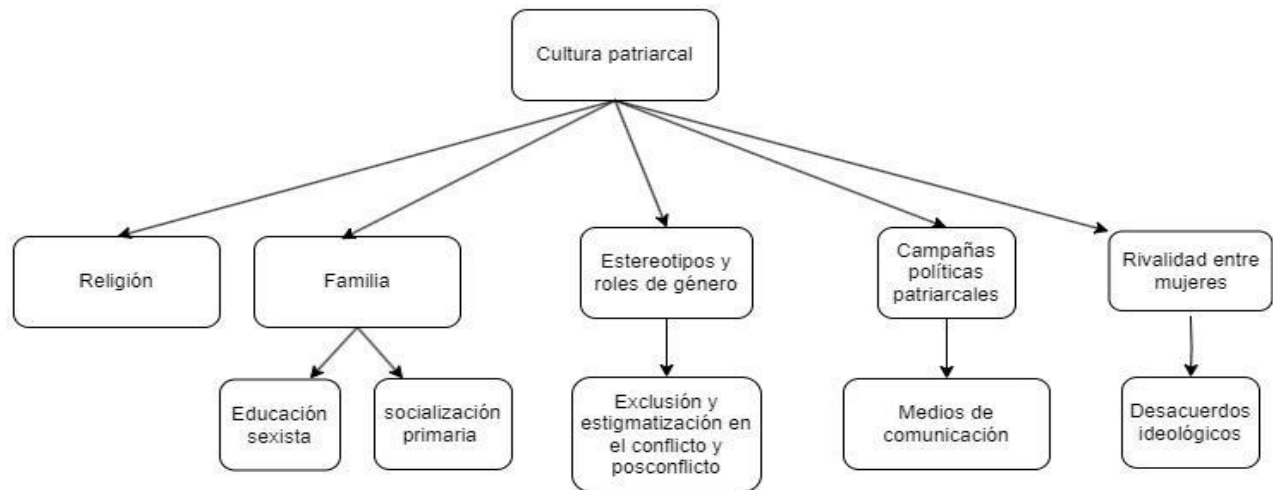 Cultura patriarcal
Religión
Familia
Estereotipos y
roles de género
Campañas
políticas
patriarcales
Rivalidad entre
mujeres
Educación
sexista
socialización
primaria
Exclusión y
estigmatización en
el conflicto y
posconflicto
Medios de
comunicación
Desacuerdos
ideológicos